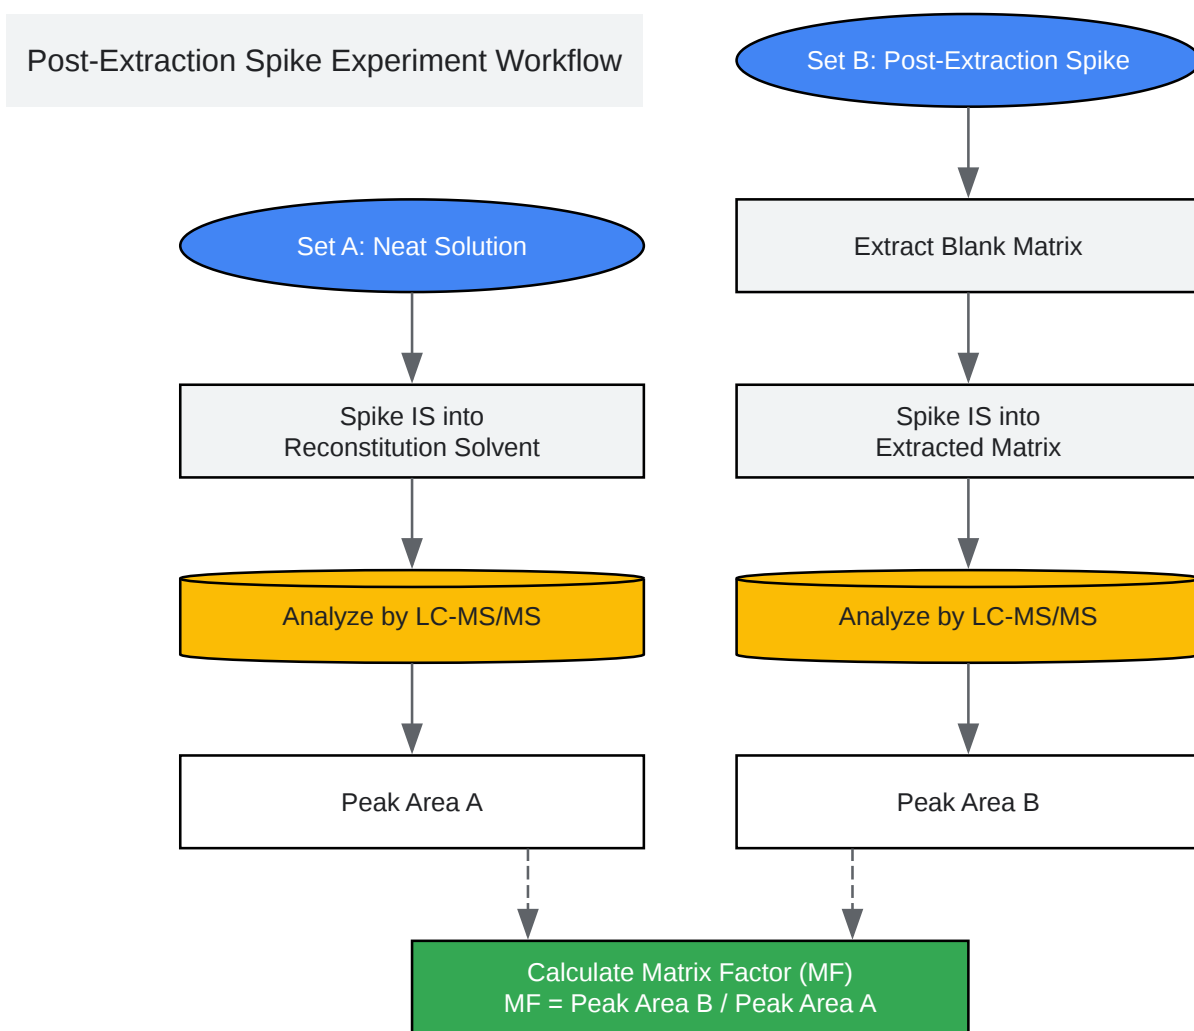 Post-Extraction Spike Experiment Workflow
Set B: Post-Extraction Spike
Set A: Neat Solution
Extract Blank Matrix
Spike IS into
Reconstitution Solvent
Spike IS into
Extracted Matrix
Analyze by LC-MS/MS
Analyze by LC-MS/MS
Peak Area A
Peak Area B
Calculate Matrix Factor (MF)
MF = Peak Area B / Peak Area A